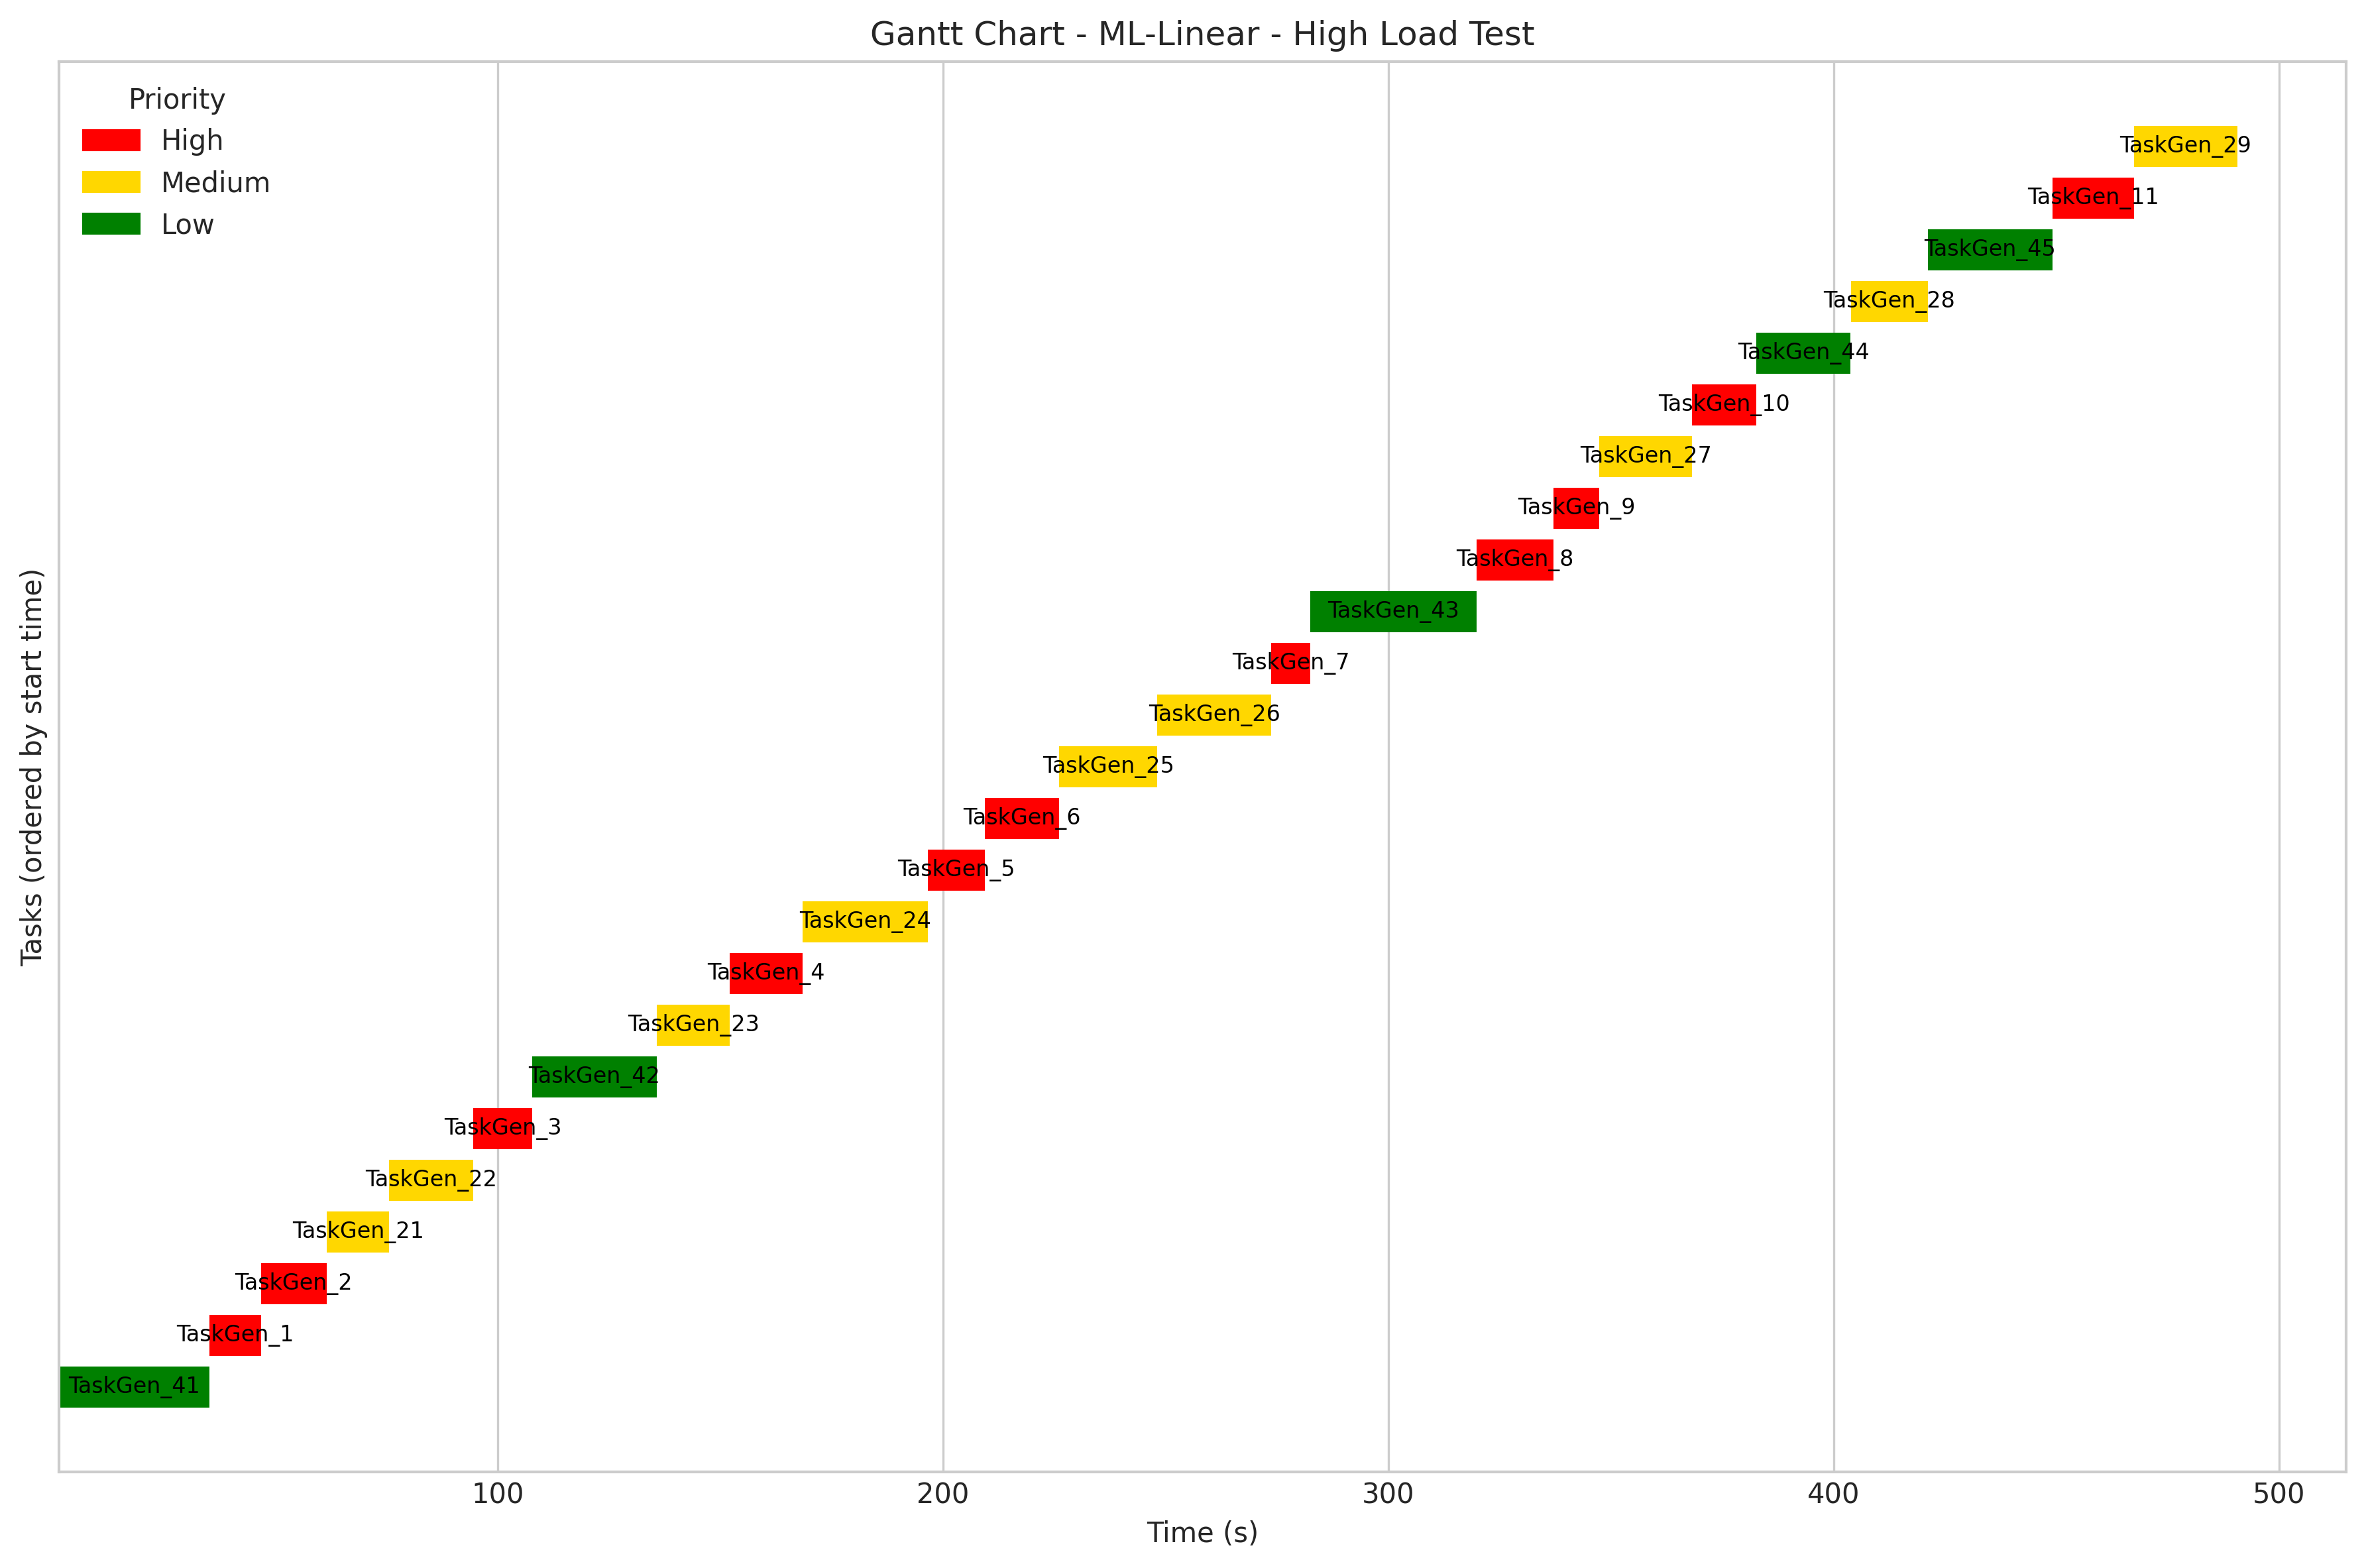 Gantt Chart - ML-Linear - High Load Test
Priority
High
Medium
Low
TaskGen_29
TaskGen_11
TaskGen_45
TaskGen_28
TaskGen_44
TaskGen_10
TaskGen_27
TaskGen_9
TaskGen_8
TaskGen_43
TaskGen_7
TaskGen_26
TaskGen_25
TaskGen_6
TaskGen_5
TaskGen_24
TaskGen_4
TaskGen_23
TaskGen_42
TaskGen_3
TaskGen_22
TaskGen_21
TaskGen_2
TaskGen_1
TaskGen_41
Tasks (ordered by start time)
100 200 300 400 500
Time (s)